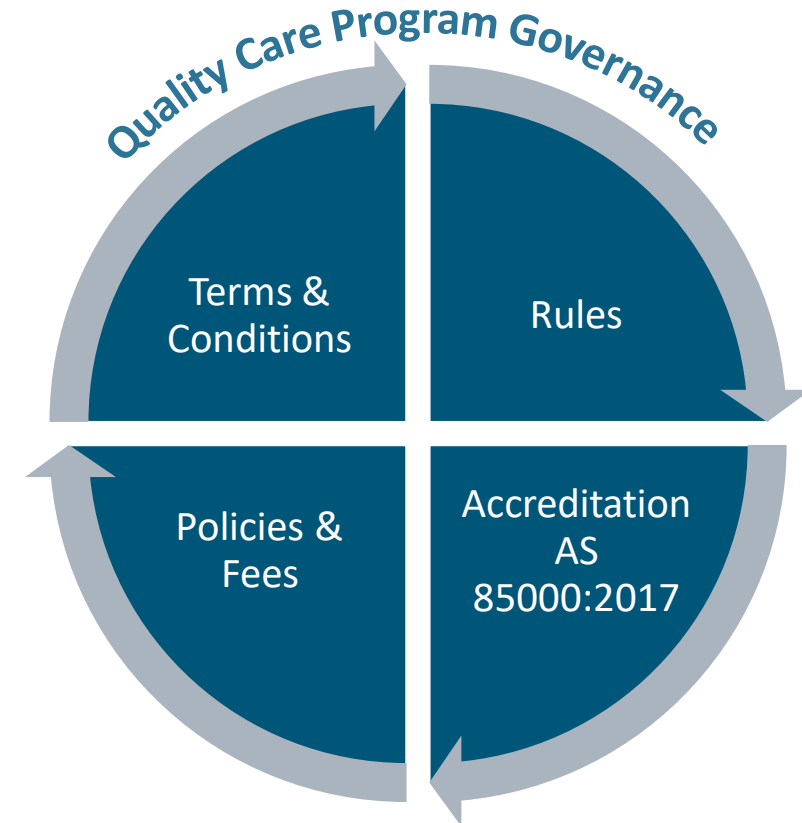 Quality Care Program Governance
Terms &
Conditions
Rules
Policies &
Fees
Accreditation
AS
85000:2017